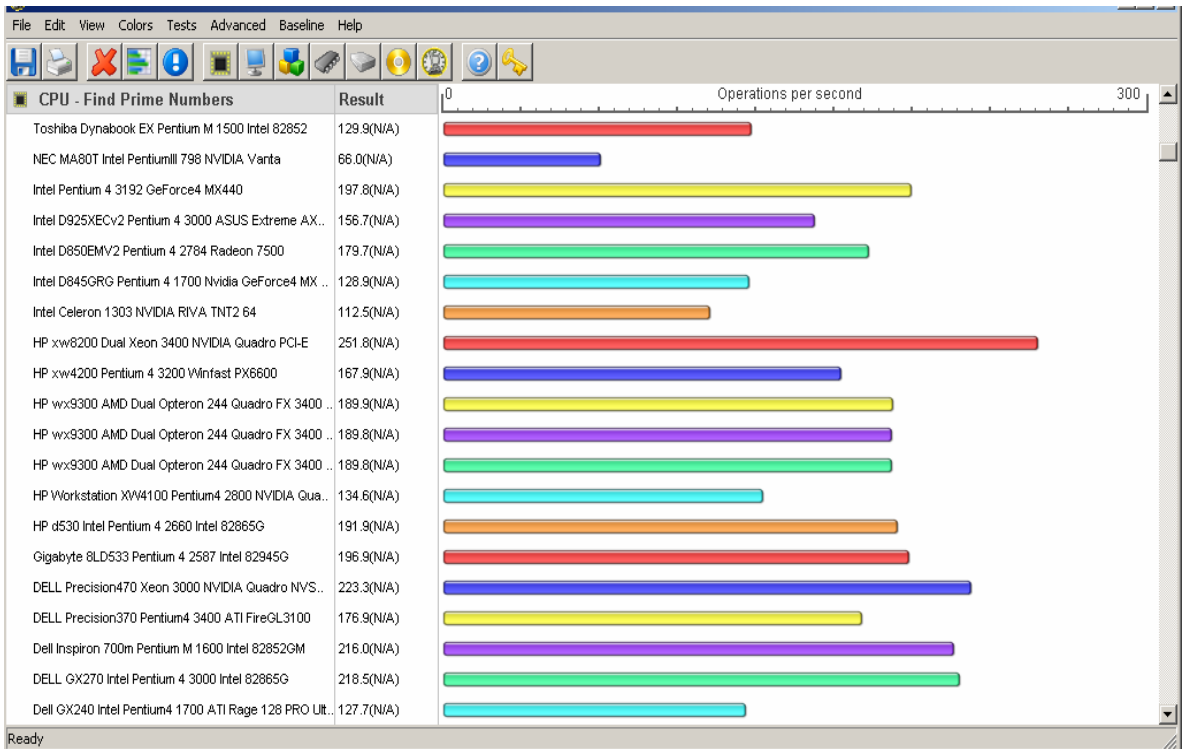 File Edit View Colors Tests Advanced Baseline Help
CPU - Find Prime Numbers Result 0 Operations per second 300
Toshiba Dynabook EX Pentium M 1500 Intel 82852 129.9(N/A)
NEC MA80T Intel PentiumIII 798 NVIDIA Vanta 66.0(N/A)
Intel Pentium 4 3192 GeForce4 MX440 197.8(N/A)
Intel D925XECv2 Pentium 4 3000 ASUS Extreme AX.. 156.7(N/A)
Intel D850EMV2 Pentium 4 2784 Radeon 7500 179.7(N/A)
Intel D845GRG Pentium 4 1700 Nvidia GeForce4 MX .. 128.9(N/A)
Intel Celeron 1303 NVIDIA RIVA TNT2 64 112.5(N/A)
HP xw8200 Dual Xeon 3400 NVIDIA Quadro PCI-E 251.8(N/A)
HP xw4200 Pentium 4 3200 Winfast PX6600 167.9(N/A)
HP wx9300 AMD Dual Opteron 244 Quadro FX 3400 .. 189.9(N/A)
HP wx9300 AMD Dual Opteron 244 Quadro FX 3400 .. 189.8(N/A)
HP wx9300 AMD Dual Opteron 244 Quadro FX 3400 .. 189.8(N/A)
HP Workstation XW4100 Pentium4 2800 NVIDIA Qua.. 134.6(N/A)
HP d530 Intel Pentium 4 2660 Intel 82865G 191.9(N/A)
Gigabyte 8LD533 Pentium 4 2587 Intel 82945G 196.9(N/A)
DELL Precision470 Xeon 3000 NVIDIA Quadro NVS.. 223.3(N/A)
DELL Precision370 Pentium4 3400 ATI FireGL3100 176.9(N/A)
Dell Inspiron 700m Pentium M 1600 Intel 82852GM 216.0(N/A)
DELL GX270 Intel Pentium 4 3000 Intel 82865G 218.5(N/A)
Dell GX240 Intel Pentium4 1700 ATI Rage 128 PRO Ult.. 127.7(N/A)
Ready